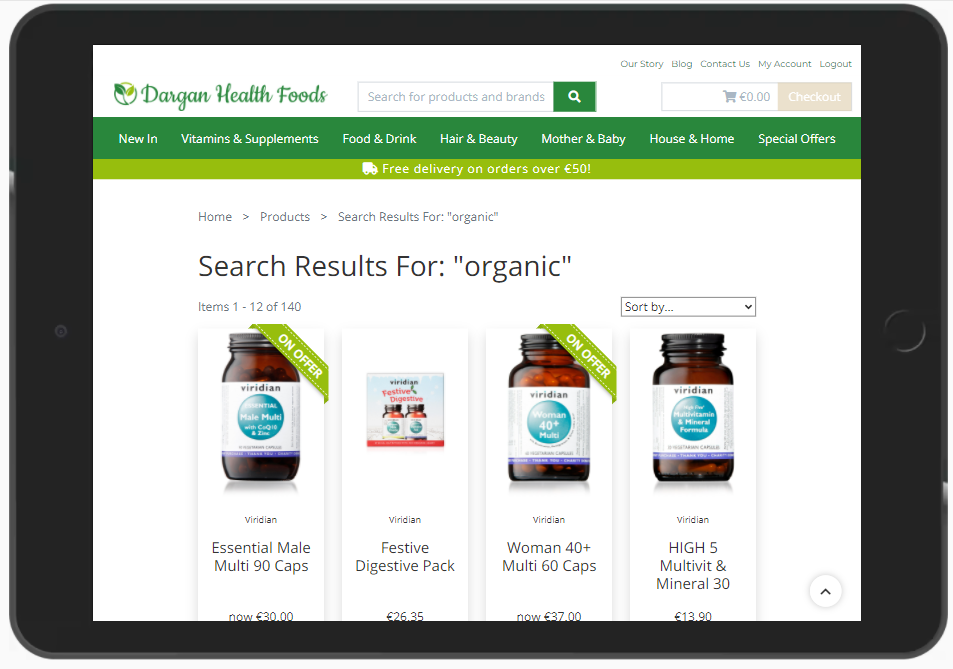 Our Story Blog Contact Us My Account Logout
Dargan Health Foods
Search for products and brands
€0.00
Checkout
New In Vitamins & Supplements Food & Drink Hair & Beauty Mother & Baby House & Home Special Offers
Free delivery on orders over €50!
Home > Products > Search Results For: "organic"
Search Results For: "organic"
Items 1 - 12 of 140
Sort by...
ON OFFER
viridian
ESSENTIAL
Male Multi
with CoQ10
& Zinc
Viridian
Essential Male
Multi 90 Caps
now €30.00
viridian
Festive
Digestive
Viridian
Festive
Digestive Pack
€26.35
ON OFFER
viridian
Woman
40+
Multi
Viridian
Woman 40+
Multi 60 Caps
now €37.00
viridian
High Five
Multivitamin
& Mineral
Formula
Viridian
HIGH 5
Multivit &
Mineral 30
€13.90